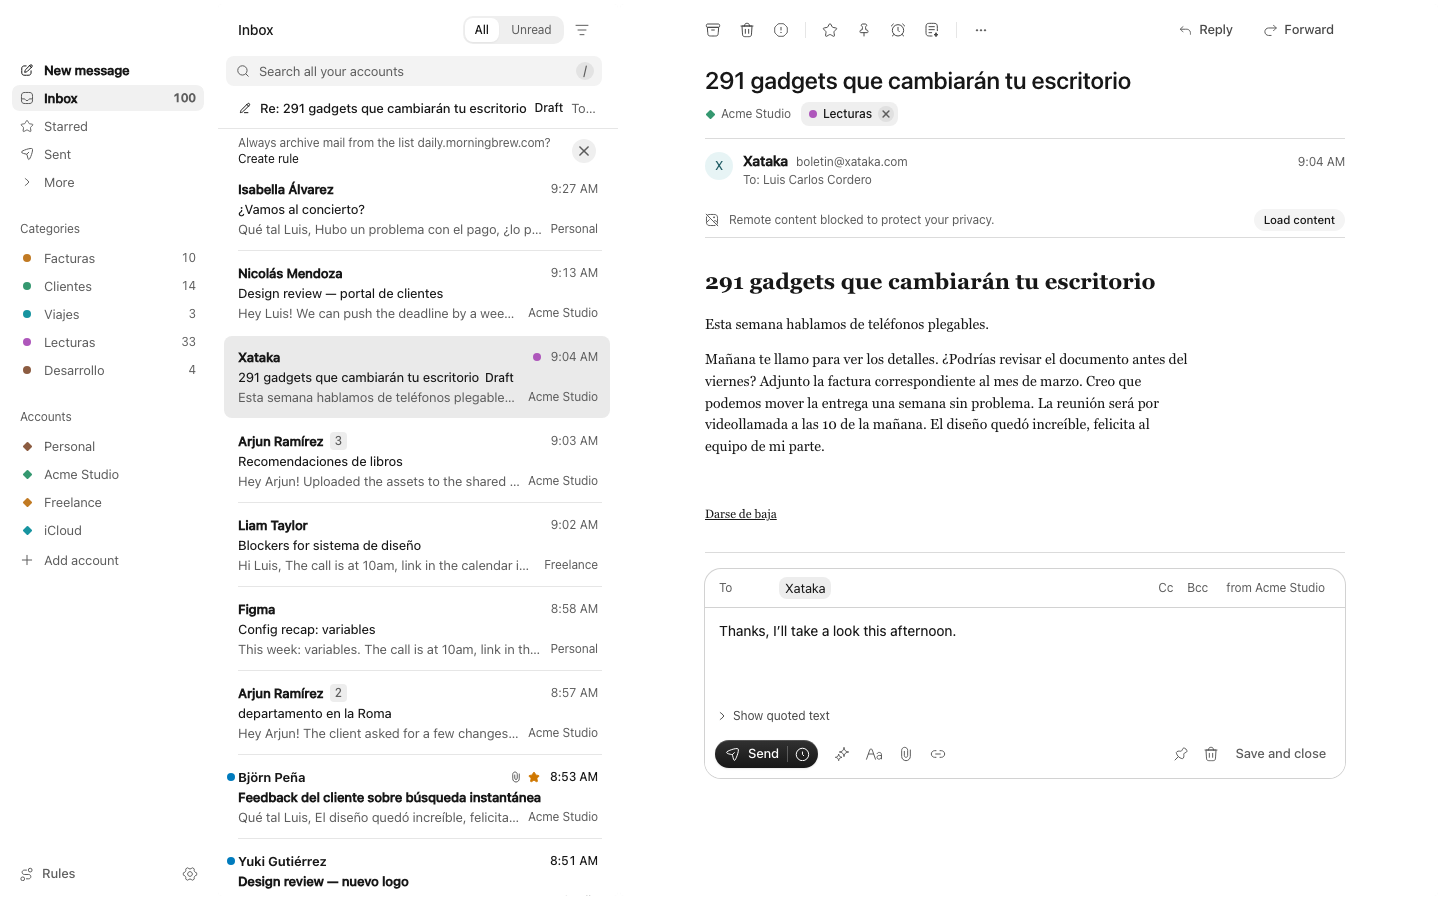 New message
Inbox 100
Starred
Sent
More
Categories
Facturas 10
Clientes 14
Viajes 3
Lecturas 33
Desarrollo 4
Accounts
Personal
Acme Studio
Freelance
iCloud
Add account
Rules
Inbox All Unread
Search all your accounts /
Re: 291 gadgets que cambiarán tu escritorio Draft To...
Always archive mail from the list daily.morningbrew.com?
Create rule
Isabella Álvarez 9:27 AM
¿Vamos al concierto?
Qué tal Luis, Hubo un problema con el pago, ¿lo p... Personal
Nicolás Mendoza 9:13 AM
Design review — portal de clientes
Hey Luis! We can push the deadline by a wee... Acme Studio
Xataka 9:04 AM
291 gadgets que cambiarán tu escritorio Draft
Esta semana hablamos de teléfonos plegable... Acme Studio
Arjun Ramírez 3 9:03 AM
Recomendaciones de libros
Hey Arjun! Uploaded the assets to the shared ... Acme Studio
Liam Taylor 9:02 AM
Blockers for sistema de diseño
Hi Luis, The call is at 10am, link in the calendar i... Freelance
Figma 8:58 AM
Config recap: variables
This week: variables. The call is at 10am, link in th... Personal
Arjun Ramírez 2 8:57 AM
departamento en la Roma
Hey Arjun! The client asked for a few changes... Acme Studio
Björn Peña 8:53 AM
Feedback del cliente sobre búsqueda instantánea
Qué tal Luis, El diseño quedó increíble, felicita... Acme Studio
Yuki Gutiérrez 8:51 AM
Design review — nuevo logo
Reply Forward
291 gadgets que cambiarán tu escritorio
Acme Studio Lecturas
X Xataka boletin@xataka.com 9:04 AM
To: Luis Carlos Cordero
Remote content blocked to protect your privacy. Load content
291 gadgets que cambiarán tu escritorio
Esta semana hablamos de teléfonos plegables.
Mañana te llamo para ver los detalles. ¿Podrías revisar el documento antes del
viernes? Adjunto la factura correspondiente al mes de marzo. Creo que
podemos mover la entrega una semana sin problema. La reunión será por
videollamada a las 10 de la mañana. El diseño quedó increíble, felicita al
equipo de mi parte.
Darse de baja
To Xataka Cc Bcc from Acme Studio
Thanks, I’ll take a look this afternoon.
Show quoted text
Send Aa Save and close